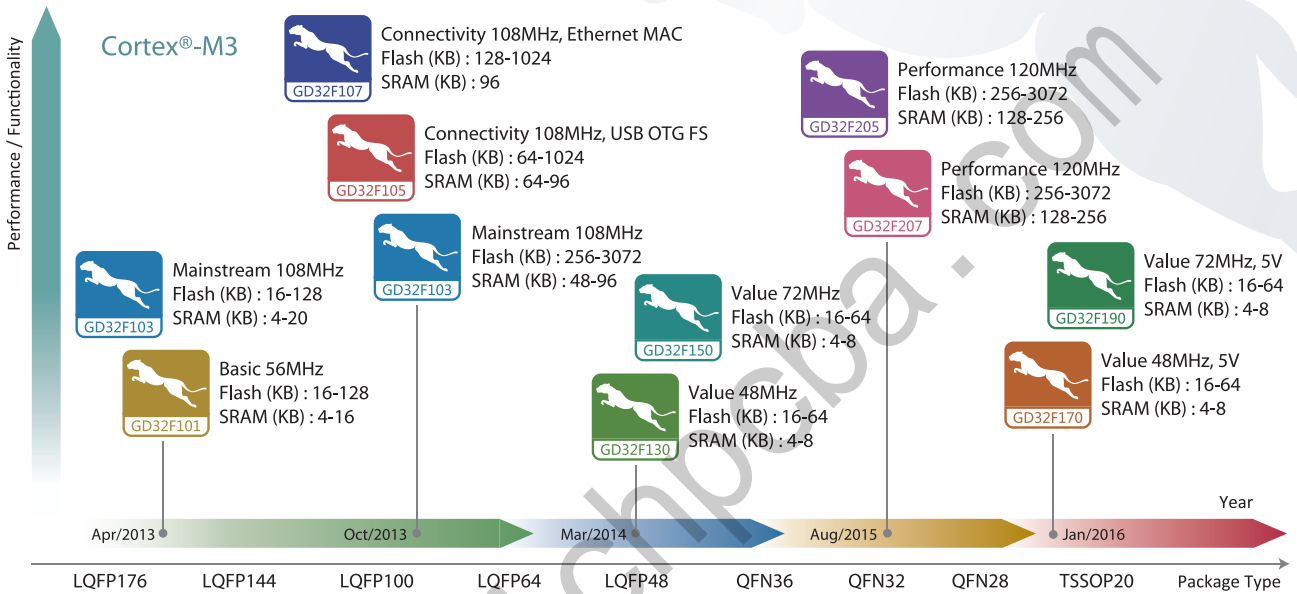 Performance / Functionality
Cortex®-M3
GD32F107
Connectivity 108MHz, Ethernet MAC
Flash (KB) : 128-1024
SRAM (KB) : 96
GD32F105
Connectivity 108MHz, USB OTG FS
Flash (KB) : 64-1024
SRAM (KB) : 64-96
GD32F103
Mainstream 108MHz
Flash (KB) : 256-3072
SRAM (KB) : 48-96
GD32F103
Mainstream 108MHz
Flash (KB) : 16-128
SRAM (KB) : 4-20
GD32F101
Basic 56MHz
Flash (KB) : 16-128
SRAM (KB) : 4-16
GD32F150
Value 72MHz
Flash (KB) : 16-64
SRAM (KB) : 4-8
GD32F130
Value 48MHz
Flash (KB) : 16-64
SRAM (KB) : 4-8
GD32F205
Performance 120MHz
Flash (KB) : 256-3072
SRAM (KB) : 128-256
GD32F207
Performance 120MHz
Flash (KB) : 256-3072
SRAM (KB) : 128-256
GD32F190
Value 72MHz, 5V
Flash (KB) : 16-64
SRAM (KB) : 4-8
GD32F170
Value 48MHz, 5V
Flash (KB) : 16-64
SRAM (KB) : 4-8
Year
Apr/2013
Oct/2013
Mar/2014
Aug/2015
Jan/2016
LQFP176 LQFP144 LQFP100 LQFP64 LQFP48 QFN36 QFN32 QFN28 TSSOP20 Package Type